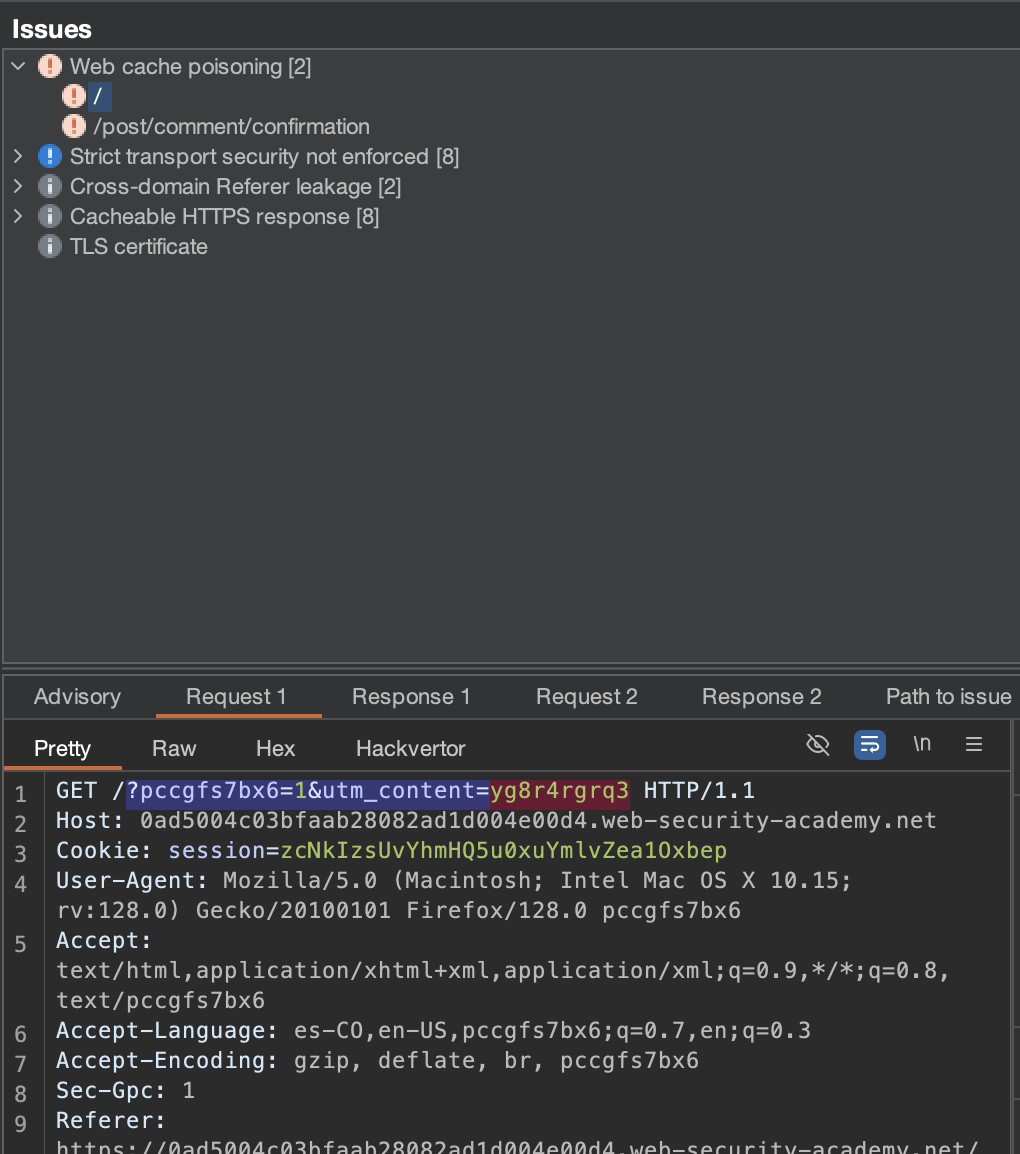 Issues
Web cache poisoning [2]
/
/post/comment/confirmation
Strict transport security not enforced [8]
Cross-domain Referer leakage [2]
Cacheable HTTPS response [8]
TLS certificate
Advisory Request 1 Response 1 Request 2 Response 2 Path to issue
Pretty Raw Hex Hackvertor \n
1 GET /?pccgfs7bx6=1&utm_content=yg8r4rgrq3 HTTP/1.1
2 Host: 0ad5004c03bfaab28082ad1d004e00d4.web-security-academy.net
3 Cookie: session=zcNkIzsUvYhmHQ5u0xuYmlvZea1Oxbep
4 User-Agent: Mozilla/5.0 (Macintosh; Intel Mac OS X 10.15;
rv:128.0) Gecko/20100101 Firefox/128.0 pccgfs7bx6
5 Accept:
text/html,application/xhtml+xml,application/xml;q=0.9,*/*;q=0.8,
text/pccgfs7bx6
6 Accept-Language: es-CO,en-US,pccgfs7bx6;q=0.7,en;q=0.3
7 Accept-Encoding: gzip, deflate, br, pccgfs7bx6
8 Sec-Gpc: 1
9 Referer:
https://0ad5004c03bfaab28082ad1d004e00d4.web-security-academy.net/